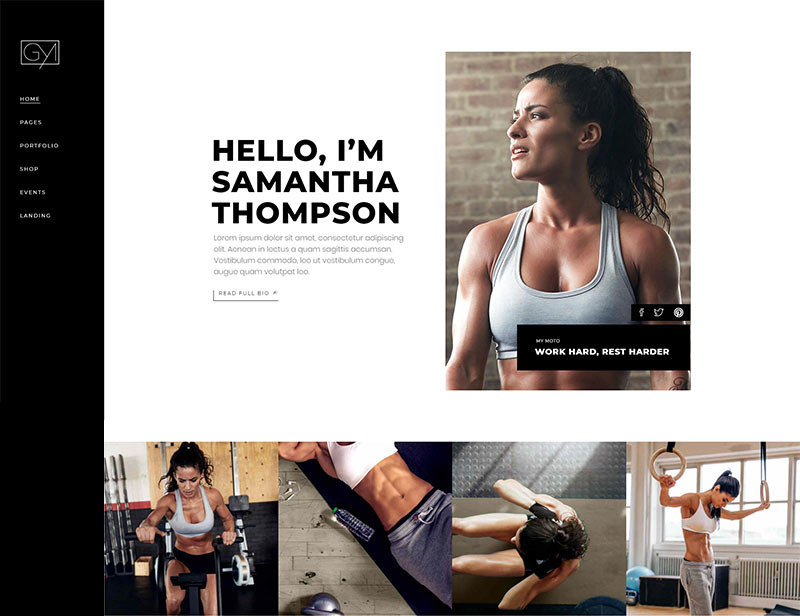 GYM
HOME
PAGES
PORTFOLIO
SHOP
EVENTS
LANDING
HELLO, I’M
SAMANTHA
THOMPSON
Lorem ipsum dolor sit amet, consectetur adipiscing
elit. Aenean in lectus a quam sagittis accumsan.
Vestibulum commodo, leo ut vestibulum congue,
augue quam volutpat leo.
READ FULL BIO
MY MOTO
WORK HARD, REST HARDER